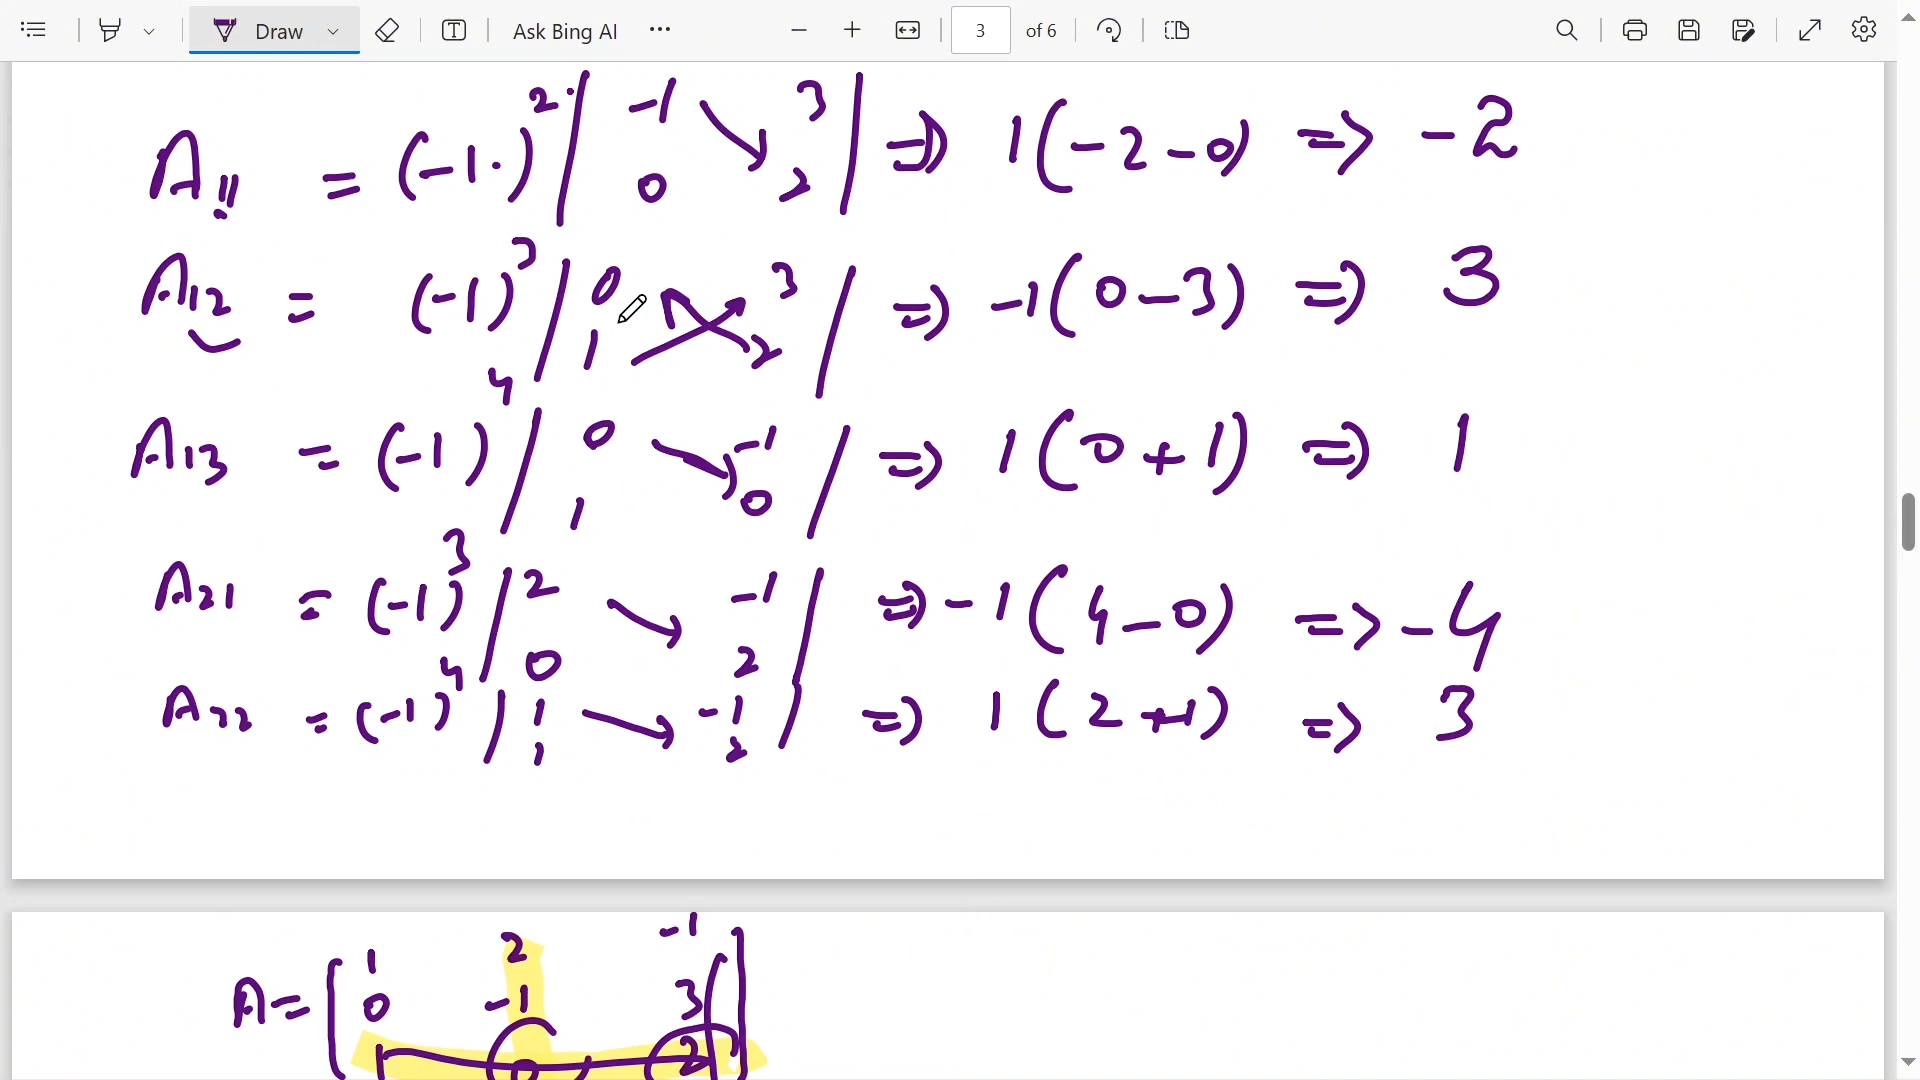 Draw Ask Bing AI 3 of 6
A11 = (-1.)² | -1 3 | => 1(-2-0) => -2
0 2
A12 = (-1)³ | 0 3 | => -1(0-3) => 3
1 2
A13 = (-1)⁴ | 0 -1 | => 1(0+1) => 1
1 0
A21 = (-1)³ | 2 -1 | => -1(4-0) => -4
0 2
A22 = (-1)⁴ | 1 -1 | => 1(2+1) => 3
1 2
A = [ 1 2 -1 ]
0 -1 3
1 0 2